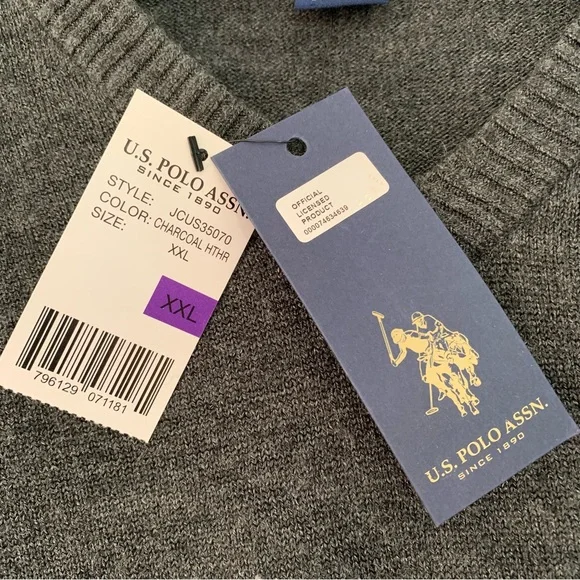 U.S. POLO ASSN.
SINCE 1890
STYLE: JCUS35070
COLOR: CHARCOAL HTHR
SIZE: XXL
XXL
796129 071181
OFFICIAL
LICENSED
PRODUCT
000074634639
U.S. POLO ASSN.
SINCE 1890